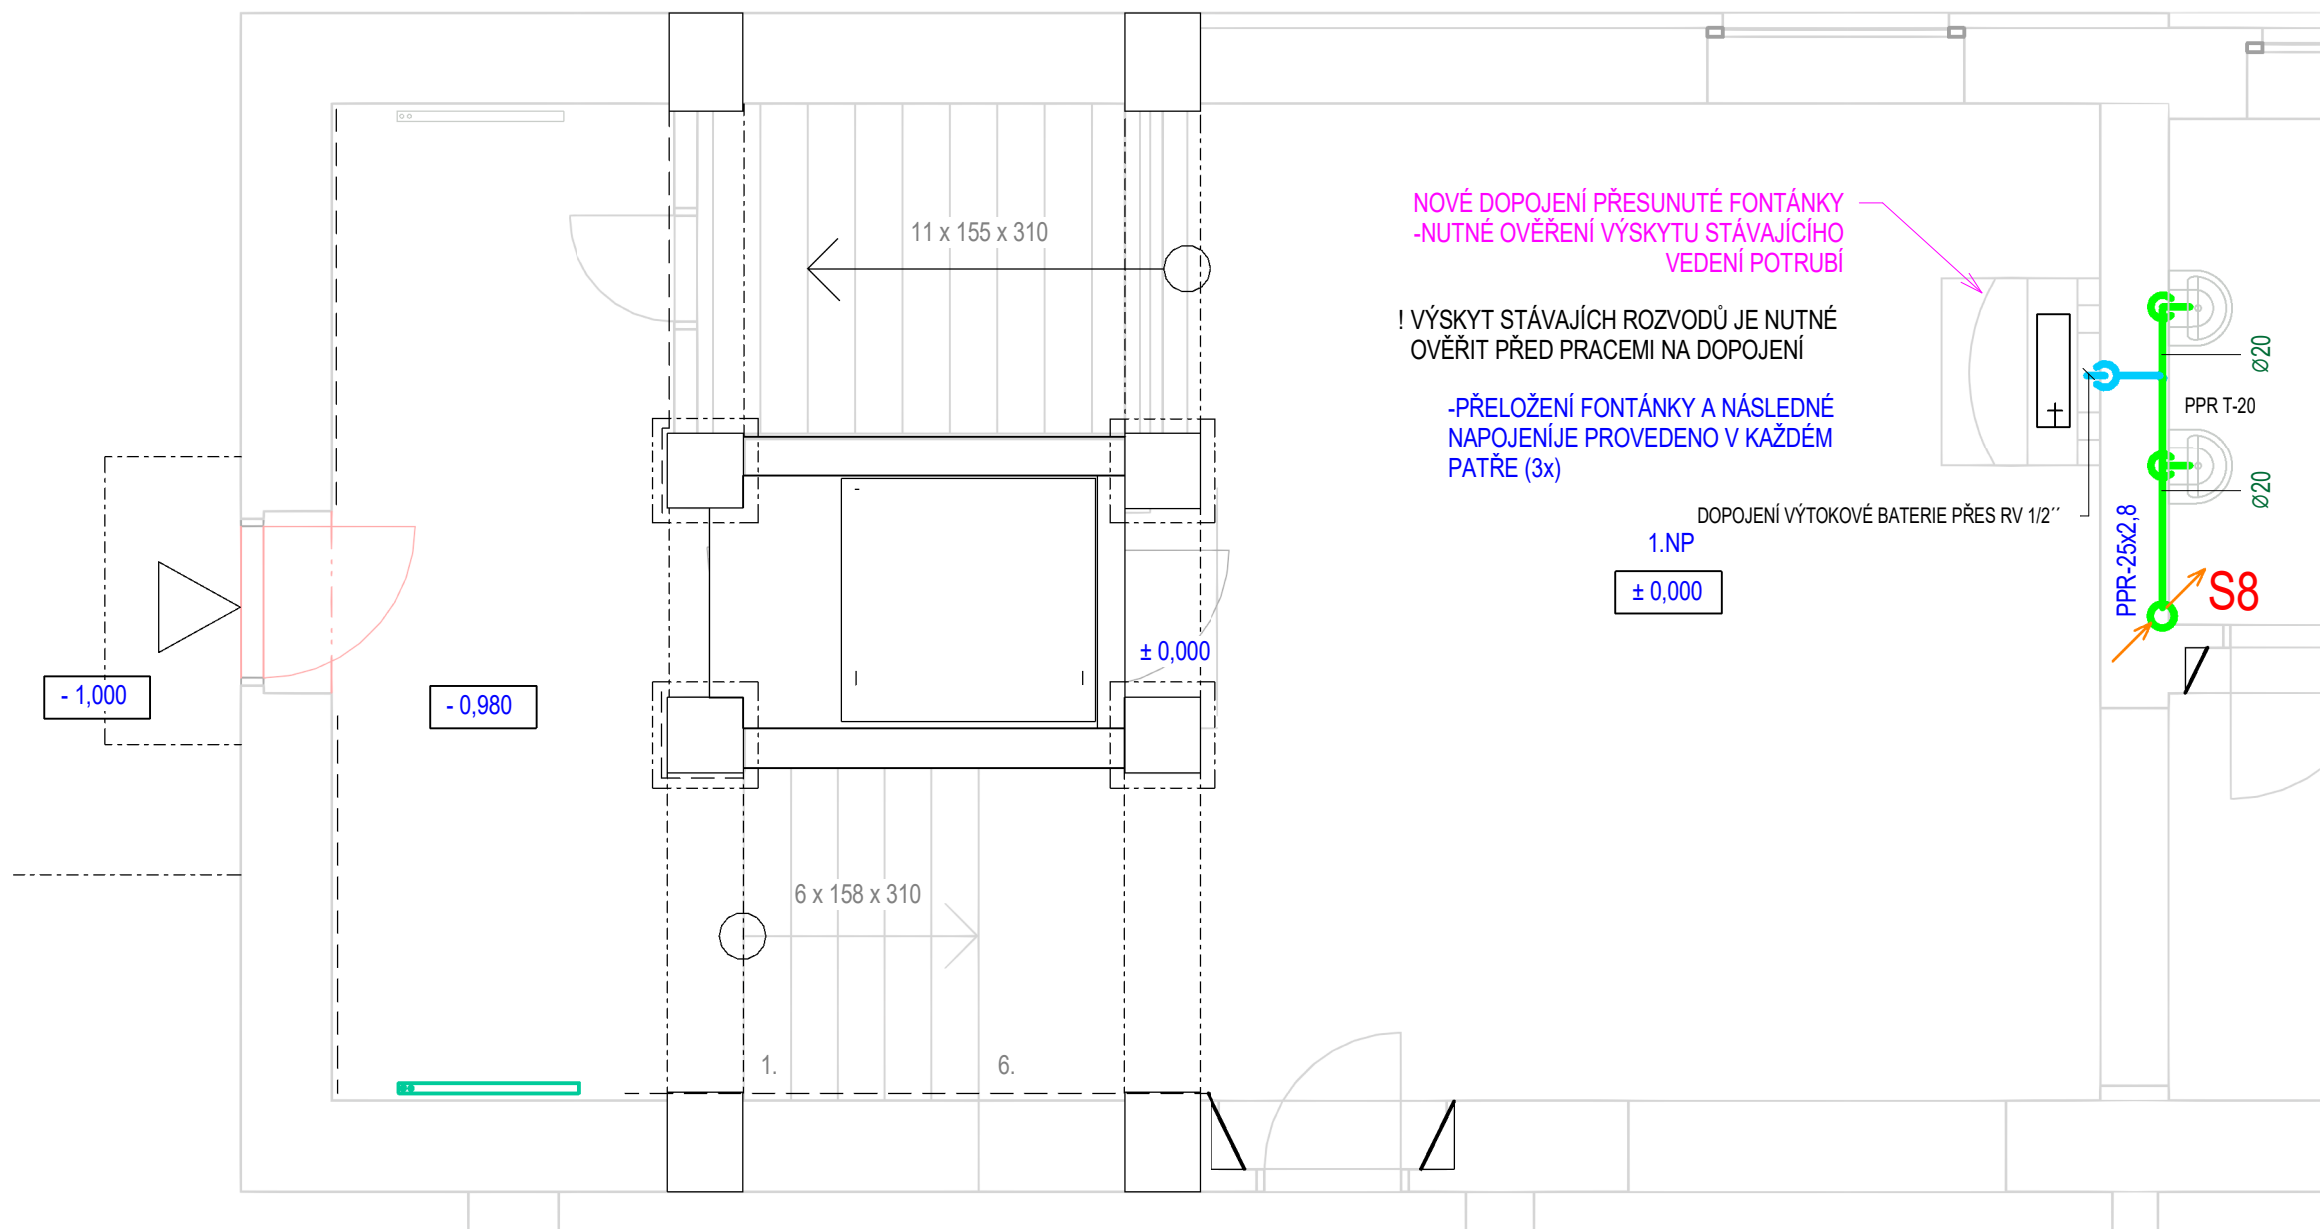 11 x 155 x 310
NOVÉ DOPOJENÍ PŘESUNUTÉ FONTÁNKY
-NUTNÉ OVĚŘENÍ VÝSKYTU STÁVAJÍCÍHO
VEDENÍ POTRUBÍ
! VÝSKYT STÁVAJÍCH ROZVODŮ JE NUTNÉ
OVĚŘIT PŘED PRACEMI NA DOPOJENÍ
-PŘELOŽENÍ FONTÁNKY A NÁSLEDNÉ
NAPOJENÍJE PROVEDENO V KAŽDÉM
PATŘE (3x)
DOPOJENÍ VÝTOKOVÉ BATERIE PŘES RV 1/2´´
Ø20
PPR T-20
Ø20
PPR-25x2,8
S8
1.NP
± 0,000
± 0,000
- 1,000
- 0,980
6 x 158 x 310
1.
6.